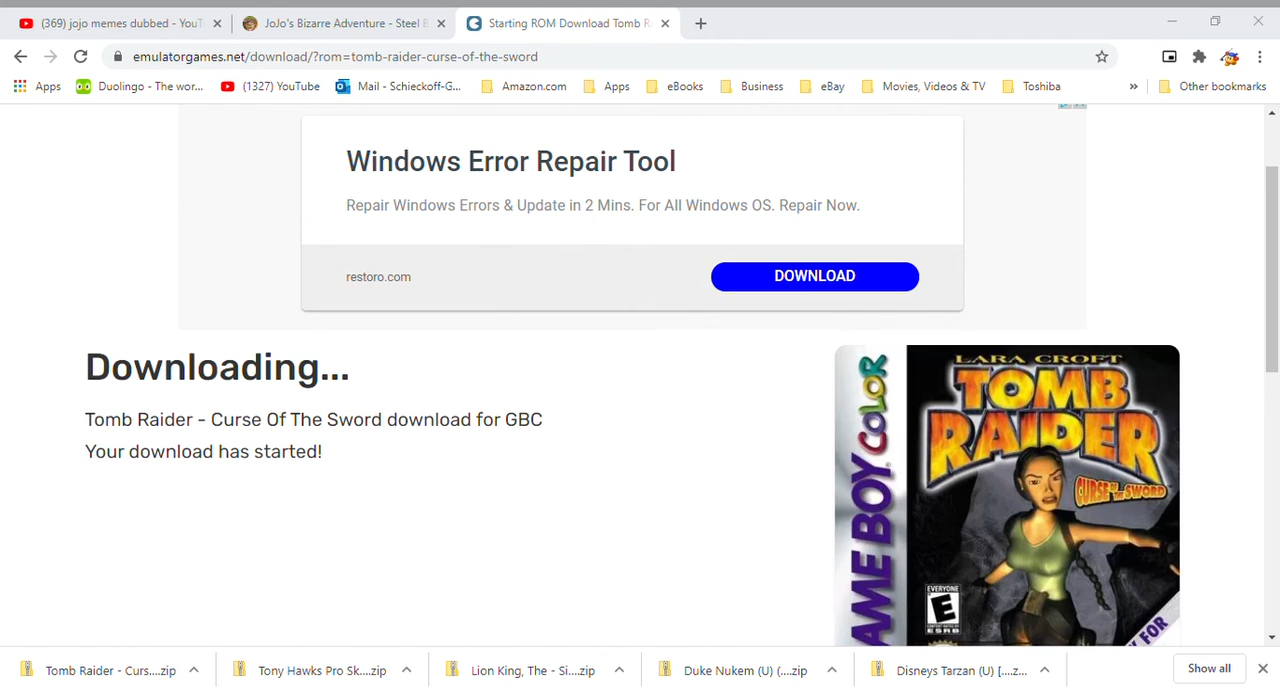 (369) jojo memes dubbed - YouT
JoJo's Bizarre Adventure - Steel B
Starting ROM Download Tomb R
emulatorgames.net/download/?rom=tomb-raider-curse-of-the-sword
Apps
Duolingo - The wor...
(1327) YouTube
Mail - Schieckoff-G...
Amazon.com
Apps
eBooks
Business
eBay
Movies, Videos & TV
Toshiba
»
Other bookmarks
Windows Error Repair Tool
Repair Windows Errors & Update in 2 Mins. For All Windows OS. Repair Now.
restoro.com
DOWNLOAD
Downloading...
Tomb Raider - Curse Of The Sword download for GBC
Your download has started!
GAME BOY COLOR
LARA CROFT
TOMB
RAIDER
CURSE OF THE SWORD
EVERYONE
E
ESRB
Y FOR
Tomb Raider - Curs....zip
Tony Hawks Pro Sk....zip
Lion King, The - Si....zip
Duke Nukem (U) (....zip
Disneys Tarzan (U) [....z...
Show all